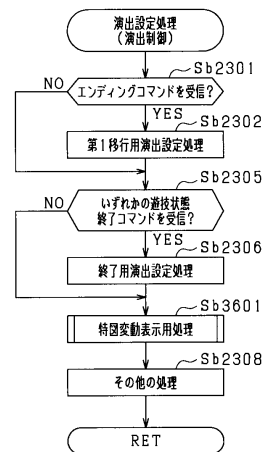 演出設定処理
(演出制御)
Sb2301
NO
エンディングコマンドを受信?
YES
Sb2302
第1移行用演出設定処理
Sb2305
NO
いずれかの遊技状態
終了コマンドを受信?
YES
Sb2306
終了用演出設定処理
Sb3601
特図変動表示用処理
Sb2308
その他の処理
RET